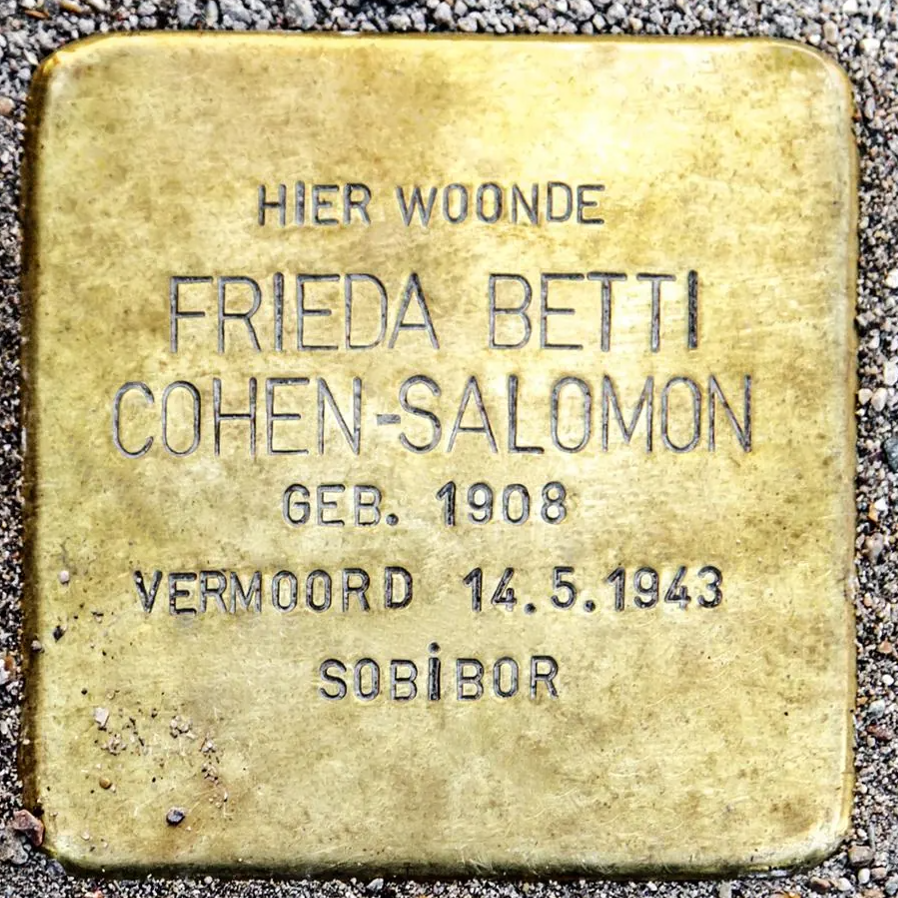 HIER WOONDE
FRIEDA BETTI
COHEN-SALOMON
GEB. 1908
VERMOORD 14.5.1943
SOBIBOR